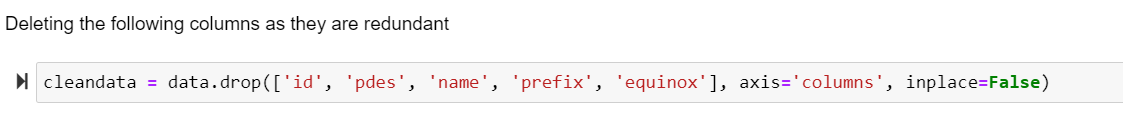 Deleting the following columns as they are redundant
cleandata = data.drop(['id', 'pdes', 'name', 'prefix', 'equinox'], axis='columns', inplace=False)